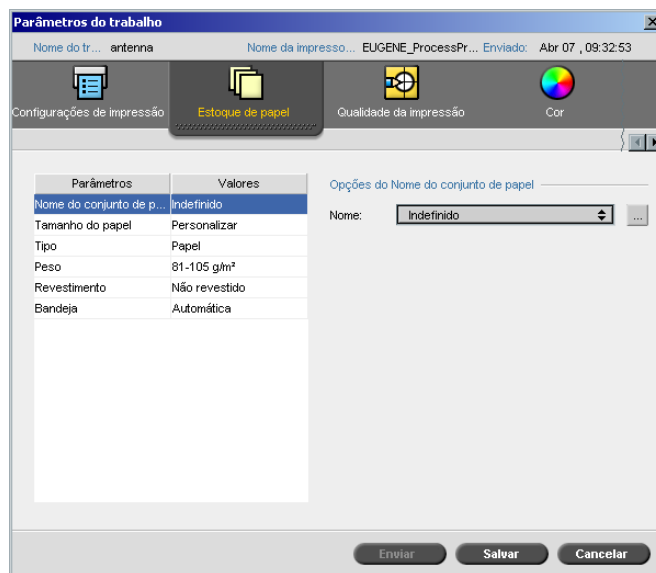 Parâmetros do trabalho
Nome do tr... antenna Nome da impresso... EUGENE_ProcessPr... Enviado: Abr 07 , 09:32:53
Configurações de impressão Estoque de papel Qualidade da impressão Cor
Parâmetros Valores
Nome do conjunto de p... Indefinido
Tamanho do papel Personalizar
Tipo Papel
Peso 81-105 g/m²
Revestimento Não revestido
Bandeja Automática
Opções do Nome do conjunto de papel
Nome: Indefinido ...
Enviar Salvar Cancelar